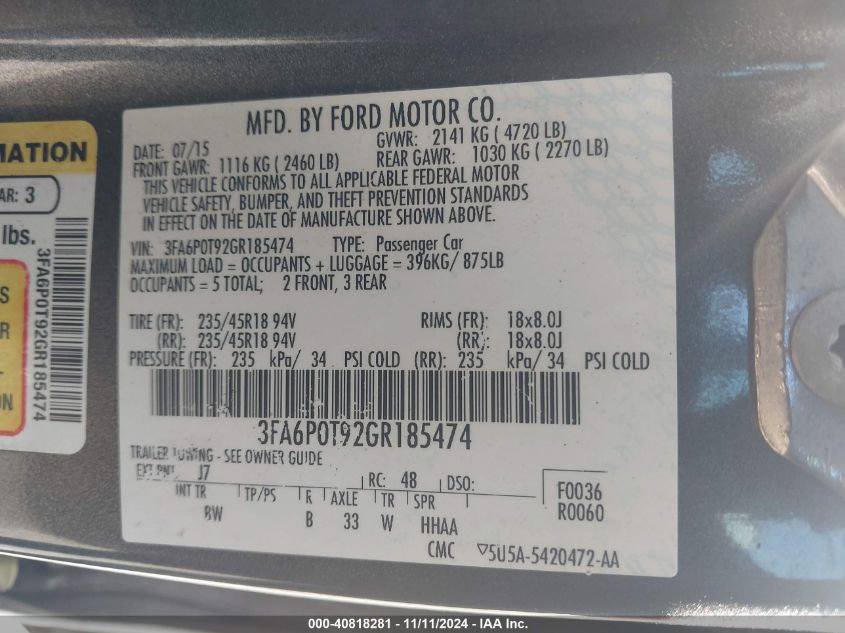 MATION
AR: 3
lbs.
3FA6P0T92GR185474
S
R
ON
MFD. BY FORD MOTOR CO.
DATE: 07/15 GVWR: 2141 KG ( 4720 LB)
FRONT GAWR: 1116 KG ( 2460 LB) REAR GAWR: 1030 KG ( 2270 LB)
THIS VEHICLE CONFORMS TO ALL APPLICABLE FEDERAL MOTOR
VEHICLE SAFETY, BUMPER, AND THEFT PREVENTION STANDARDS
IN EFFECT ON THE DATE OF MANUFACTURE SHOWN ABOVE.
VIN: 3FA6P0T92GR185474 TYPE: Passenger Car
MAXIMUM LOAD = OCCUPANTS + LUGGAGE = 396KG/ 875LB
OCCUPANTS = 5 TOTAL; 2 FRONT, 3 REAR
TIRE (FR): 235/45R18 94V RIMS (FR): 18x8.0J
(RR): 235/45R18 94V (RR): 18x8.0J
PRESSURE (FR): 235 kPa/ 34 PSI COLD (RR): 235 kPa/ 34 PSI COLD
3FA6P0T92GR185474
TRAILER TOWING - SEE OWNER GUIDE
EXT PNT: J7 RC: 48 DSO:
INT TR TP/PS R AXLE TR SPR F0036
BW B 33 W HHAA R0060
CMC ▽5U5A-5420472-AA
000-40818281 - 11/11/2024 - IAA Inc.